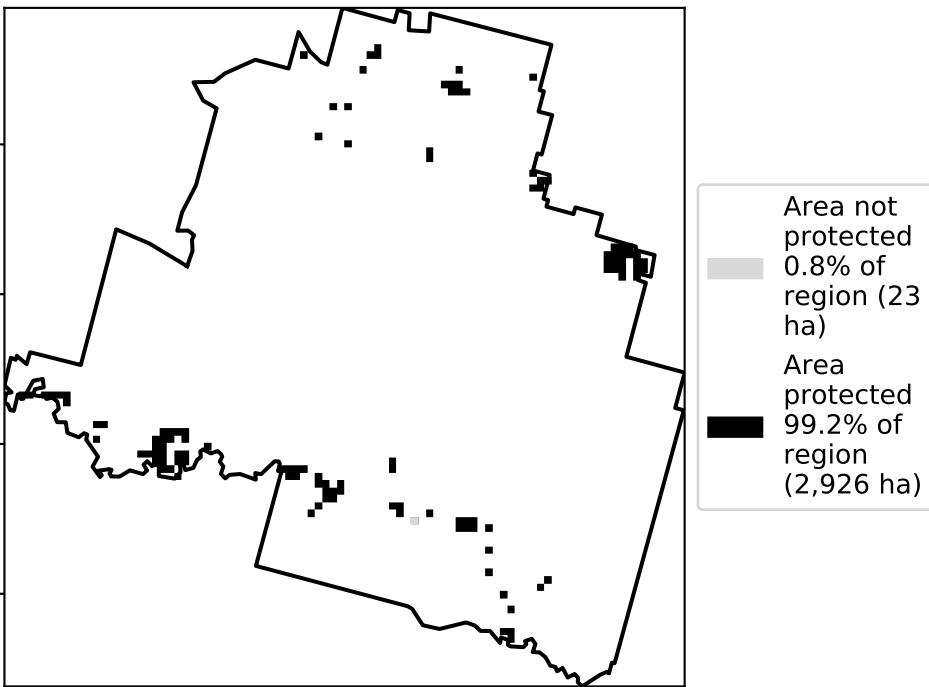 Area not
protected
0.8% of
region (23
ha)
Area
protected
99.2% of
region
(2,926 ha)